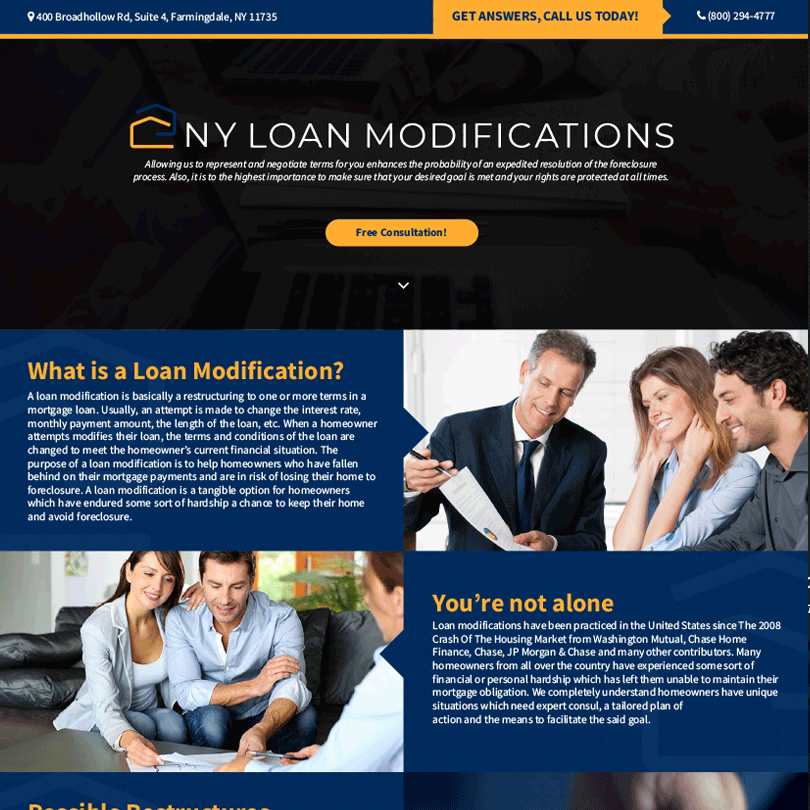 400 Broadhollow Rd, Suite 4, Farmingdale, NY 11735
GET ANSWERS, CALL US TODAY!
(800) 294-4777
NY LOAN MODIFICATIONS
Allowing us to represent and negotiate terms for you enhances the probability of an expedited resolution of the foreclosure
process. Also, it is to the highest importance to make sure that your desired goal is met and your rights are protected at all times.
Free Consultation!
What is a Loan Modification?
A loan modification is basically a restructuring to one or more terms in a
mortgage loan. Usually, an attempt is made to change the interest rate,
monthly payment amount, the length of the loan, etc. When a homeowner
attempts modifies their loan, the terms and conditions of the loan are
changed to meet the homeowner's current financial situation. The
purpose of a loan modification is to help homeowners who have fallen
behind on their mortgage payments and are in risk of losing their home to
foreclosure. A loan modification is a tangible option for homeowners
which have endured some sort of hardship a chance to keep their home
and avoid foreclosure.
You're not alone
Loan modifications have been practiced in the United States since The 2008
Crash Of The Housing Market from Washington Mutual, Chase Home
Finance, Chase, JP Morgan & Chase and many other contributors. Many
homeowners from all over the country have experienced some sort of
financial or personal hardship which has left them unable to maintain their
mortgage obligation. We completely understand homeowners have unique
situations which need expert consul, a tailored plan of
action and the means to facilitate the said goal.
Possible Restructures